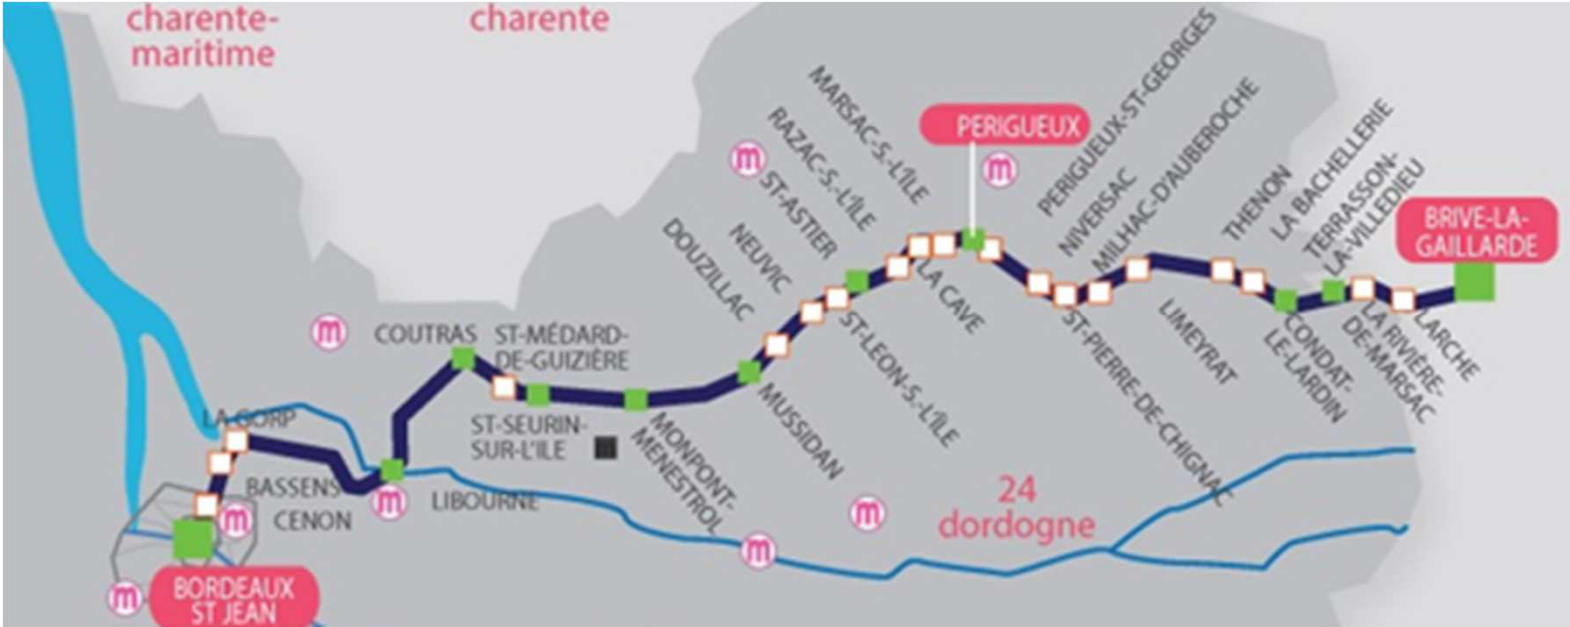 charente-
maritime
charente
MARSAC-S.-L'ÎLE
RAZAC-S.-L'ÎLE
ST-ASTIER
NEUVIC
DOUZILLAC
PERIGUEUX
PERIGUEUX-ST-GEORGES
NIVERSAC
MILHAC-D'AUBEROCHE
THENON
LA BACHELLERIE
TERRASSON-
LA-VILLEDIEU
BRIVE-LA-
GAILLARDE
m
m
m
COUTRAS
ST-MÉDARD-
DE-GUIZIÈRE
LA CAVE
ST-LEON-S.-L'ÎLE
ST-PIERRE-DE-CHIGNAC
LIMEYRAT
CONDAT-
LE-LARDIN
LA RIVIÈRE-
DE-MARSAC
LARCHE
LA GORP
ST-SEURIN-
SUR-L'ILE
MONPONT-
MENESTROL
MUSSIDAN
BASSENS
CENON
LIBOURNE
m
m
m
m
24
dordogne
m
BORDEAUX
ST JEAN